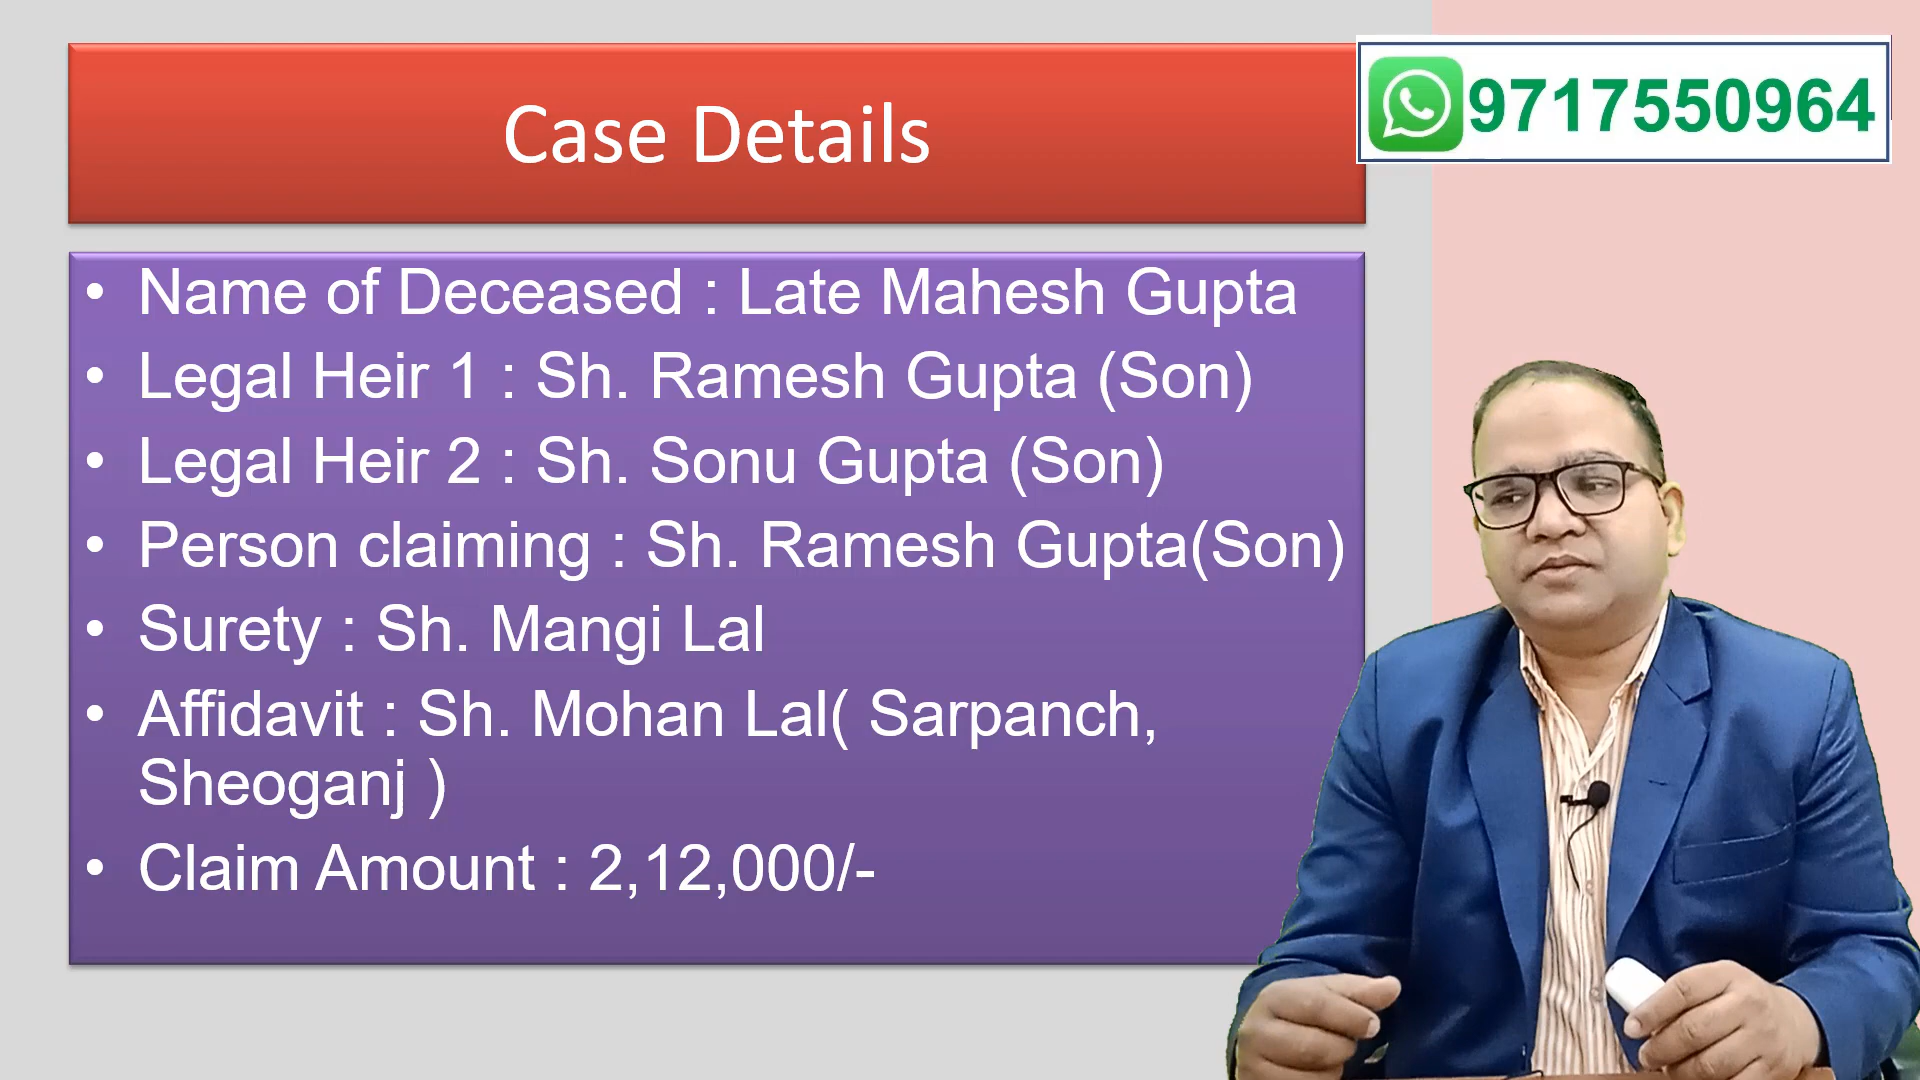 Case Details
9717550964
• Name of Deceased : Late Mahesh Gupta
• Legal Heir 1 : Sh. Ramesh Gupta (Son)
• Legal Heir 2 : Sh. Sonu Gupta (Son)
• Person claiming : Sh. Ramesh Gupta(Son)
• Surety : Sh. Mangi Lal
• Affidavit : Sh. Mohan Lal( Sarpanch,
Sheoganj )
• Claim Amount : 2,12,000/-